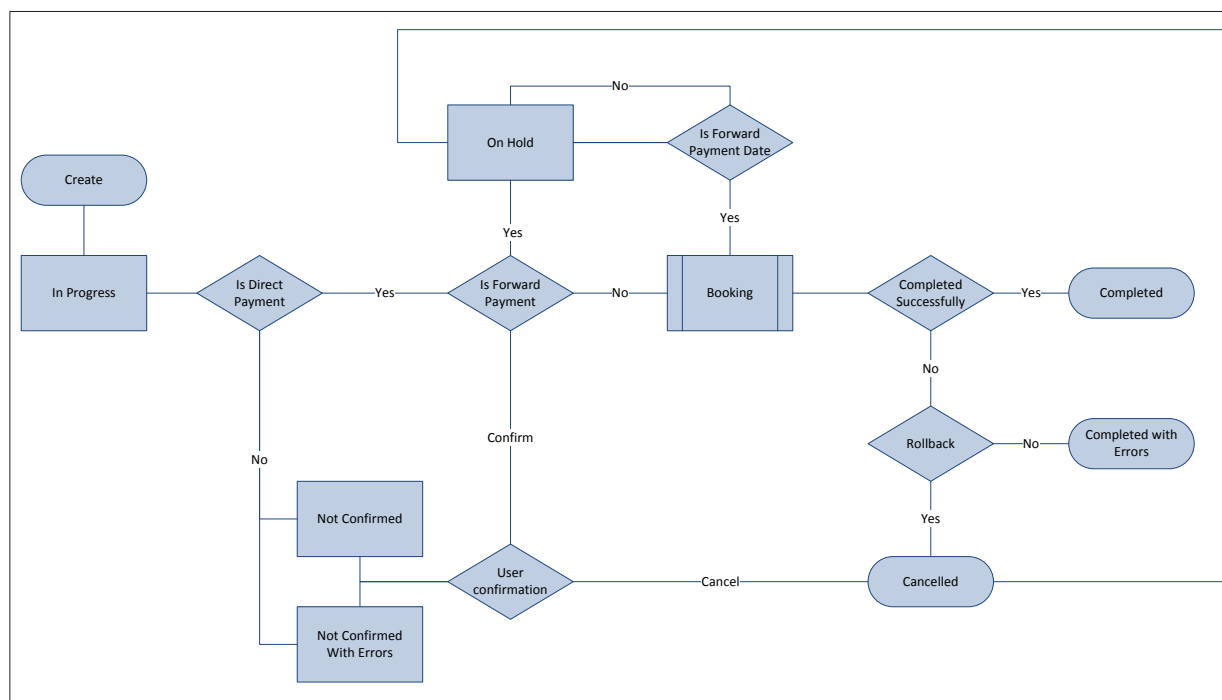 No
On Hold
Is Forward
Payment Date
Create
Yes
Yes
In Progress
Is Direct
Payment
Yes
Is Forward
Payment
No
Booking
Completed
Successfully
Yes
Completed
No
Confirm
Rollback
No
Completed with
Errors
No
Not Confirmed
Yes
User
confirmation
Cancel
Cancelled
Not Confirmed
With Errors